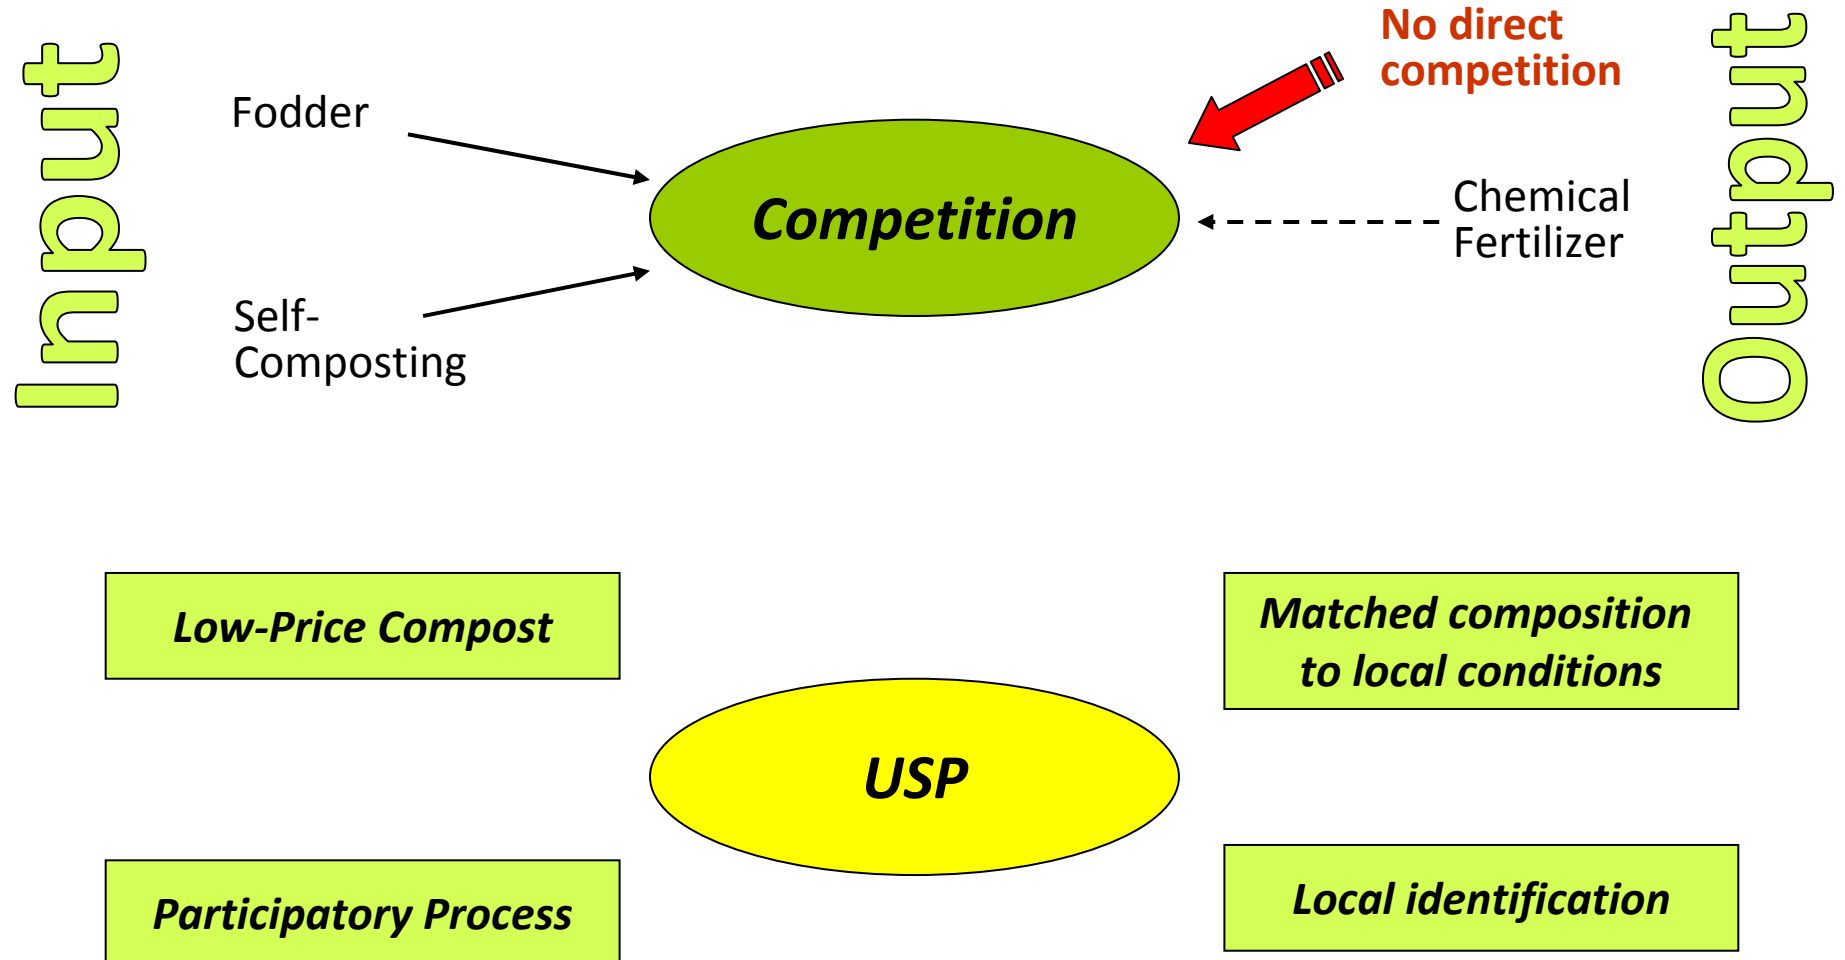 Input
Fodder
Self-
Composting
Competition
No direct
competition
Chemical
Fertilizer
Output
Low-Price Compost
Matched composition
to local conditions
USP
Participatory Process
Local identification